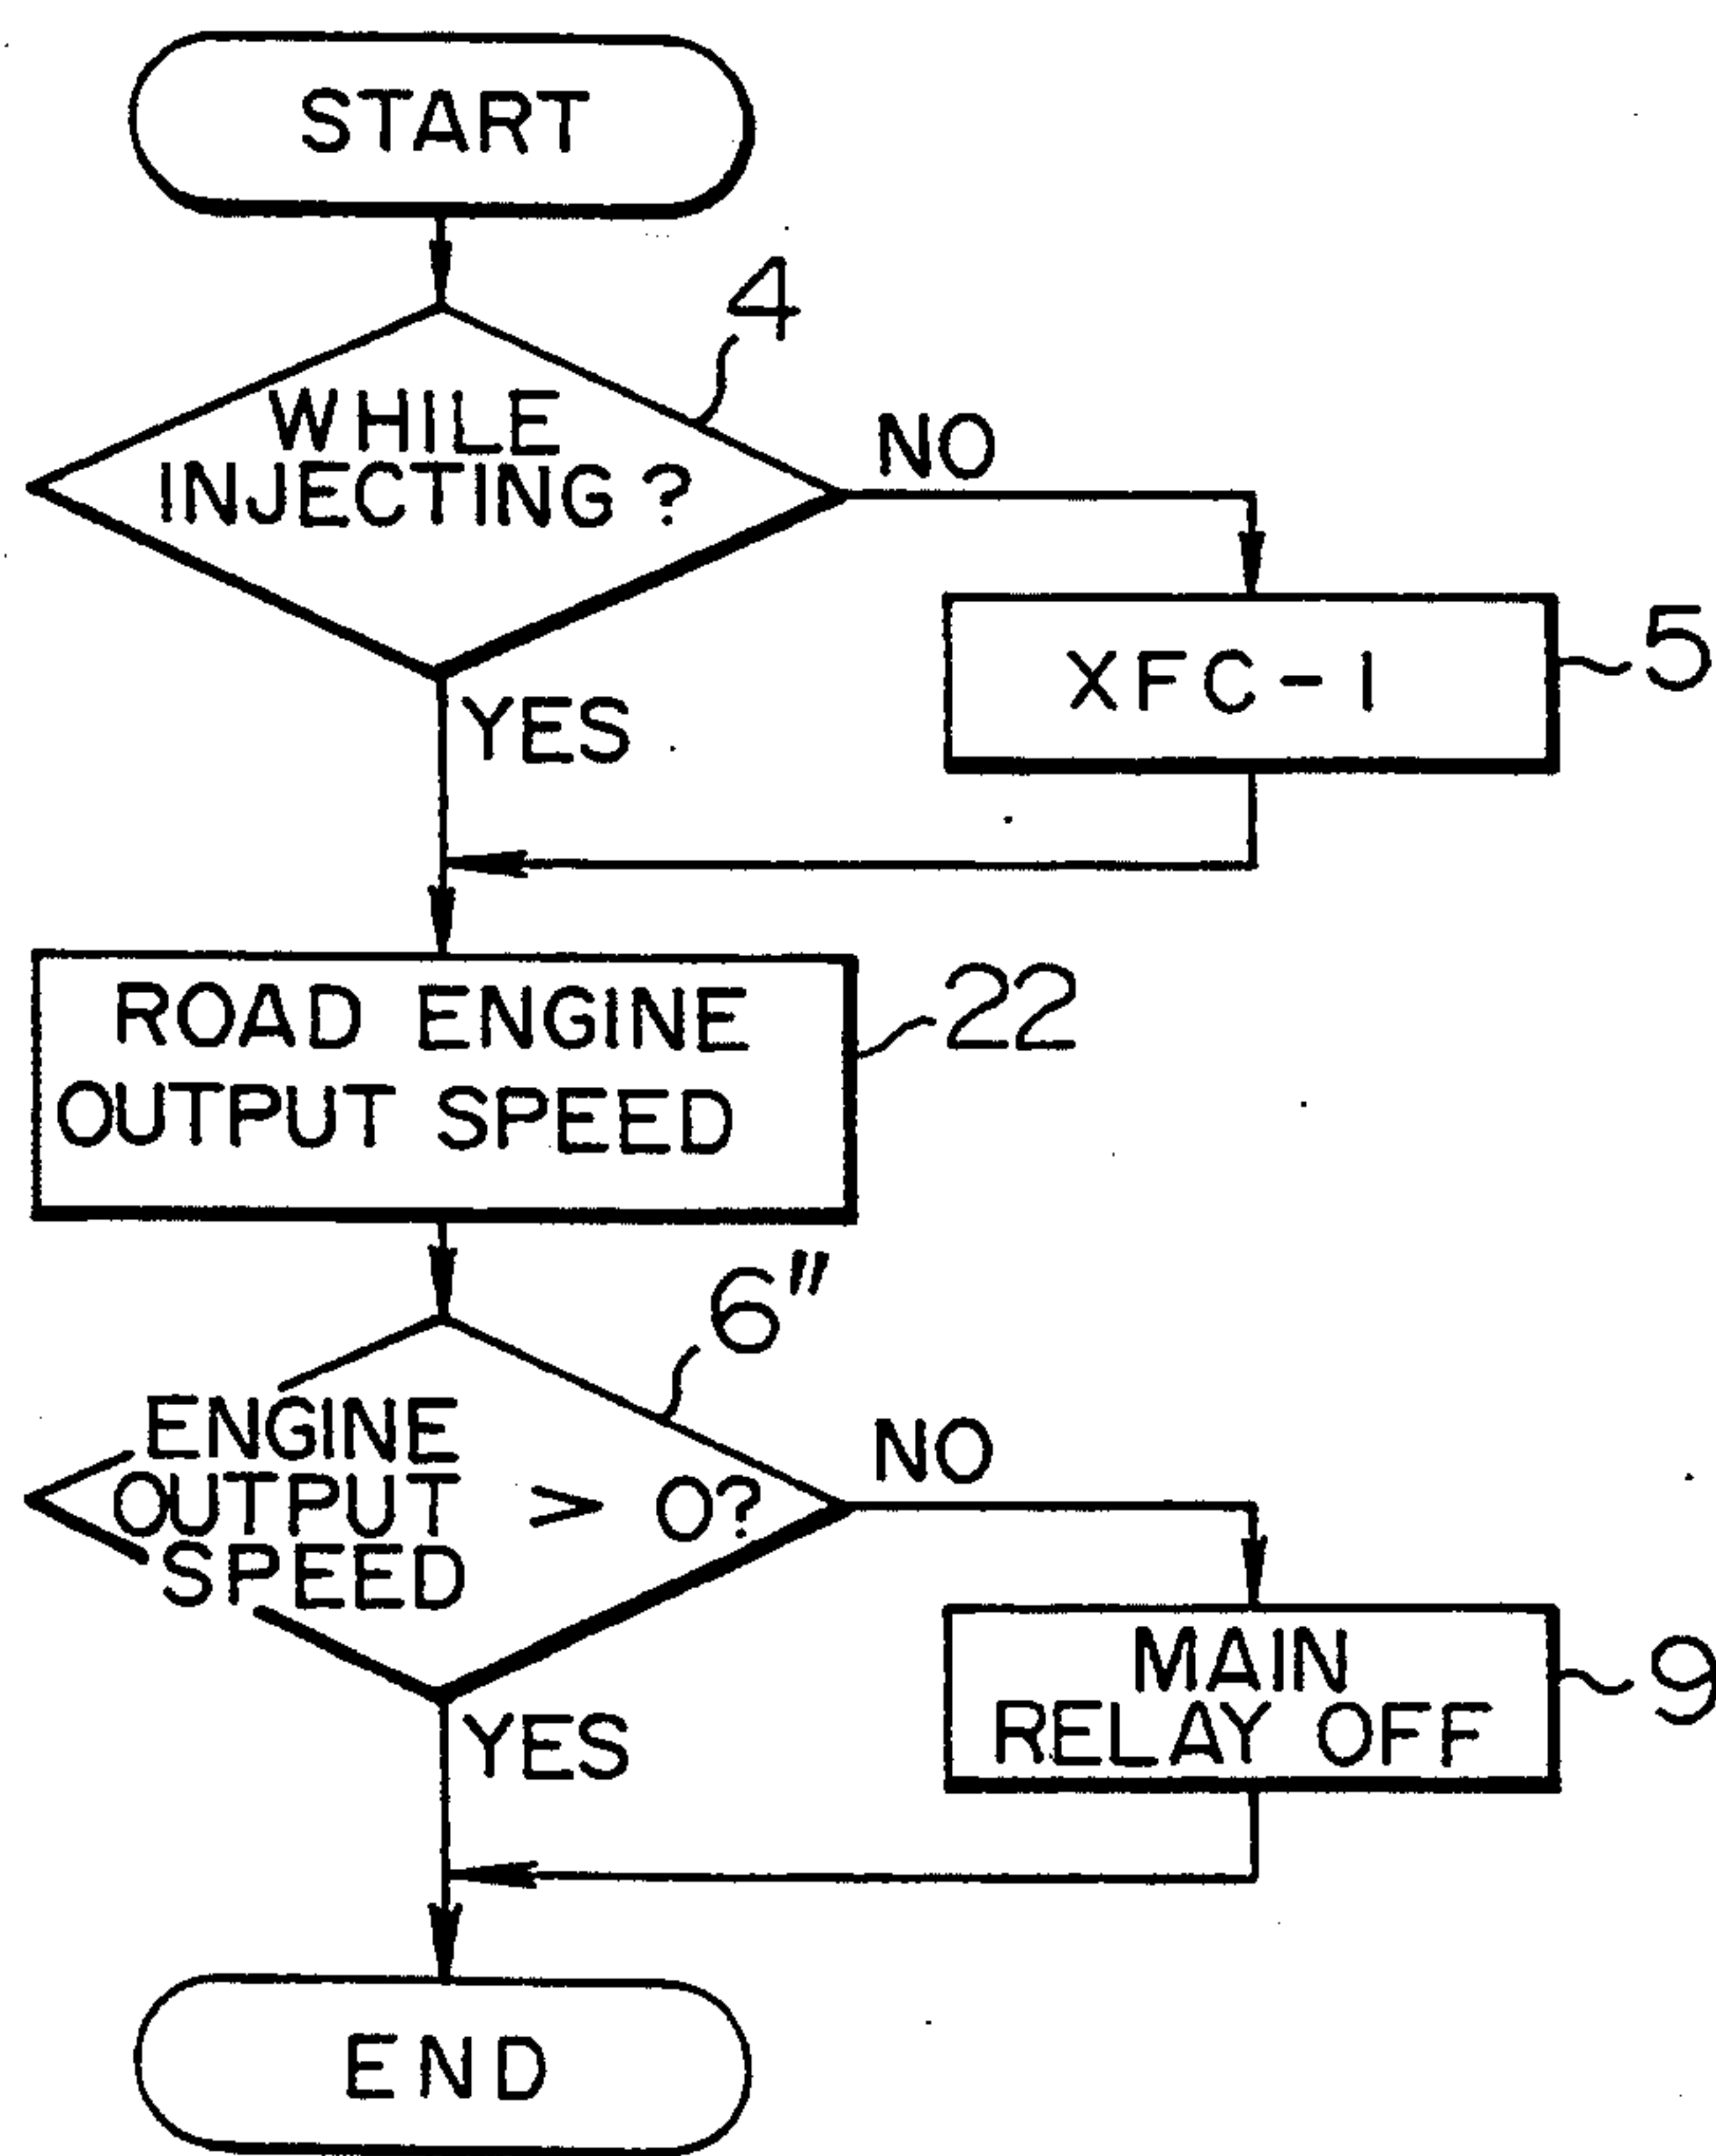 START
4
WHILE
INJECTING ?
NO
XFC-1
5
YES
ROAD ENGINE
OUTPUT SPEED
22
6"
ENGINE
OUTPUT > 0?
SPEED
NO
MAIN
RELAY OFF
9
YES
END